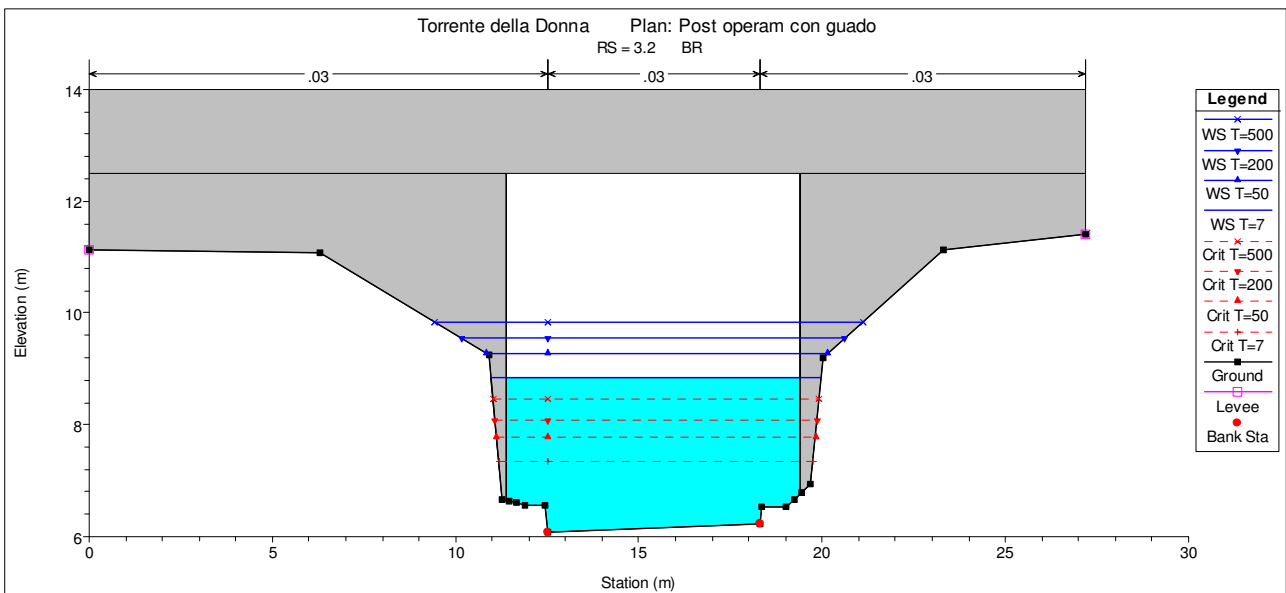 Torrente della Donna Plan: Post operam con guado
RS = 3.2 BR
.03 .03 .03
14
12
10
8
6
Elevation (m)
0 5 10 15 20 25 30
Station (m)
Legend
WS T=500
WS T=200
WS T=50
WS T=7
Crit T=500
Crit T=200
Crit T=50
Crit T=7
Ground
Levee
Bank Sta